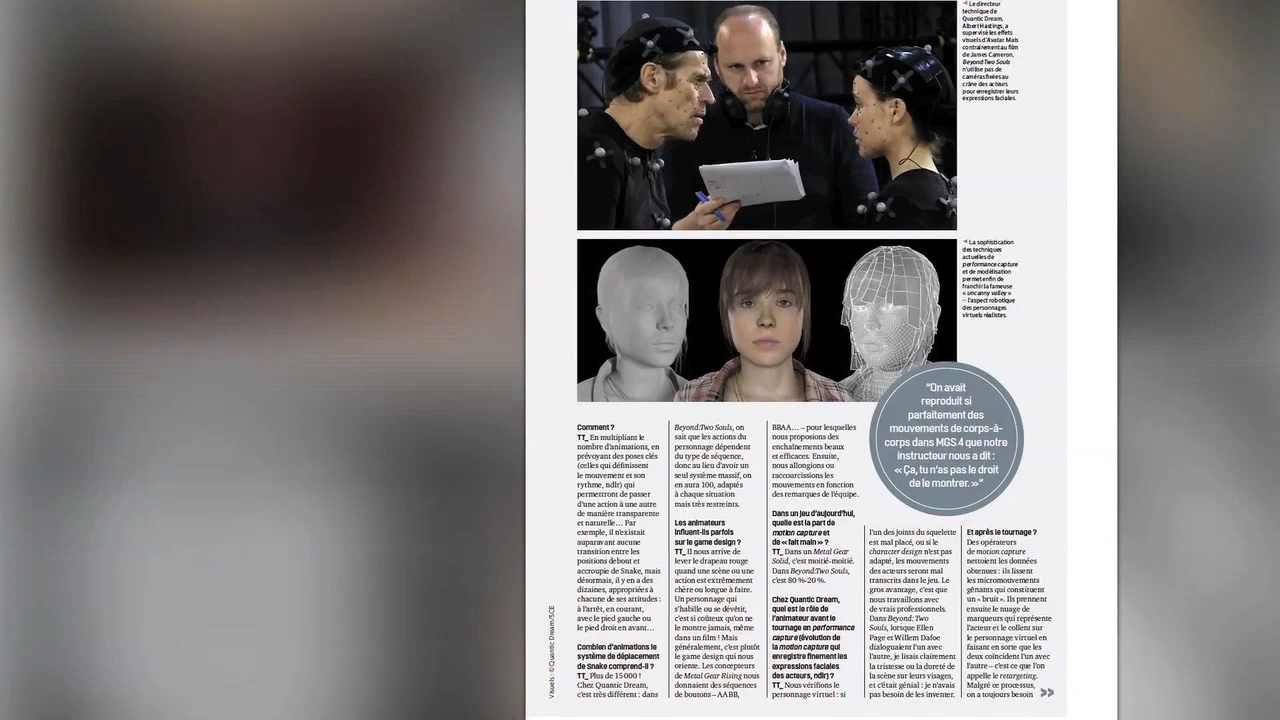 ◄ Le directeur
technique de
Quantic Dream,
Albert Hastings, a
supervisé les effets
visuels d'Avatar. Mais
contrairement au film
de James Cameron,
Beyond:Two Souls
n'utilise pas de
caméras fixées au
crâne des acteurs
pour enregistrer leurs
expressions faciales.
◄ La sophistication
des techniques
actuelles de
performance capture
et de modélisation
permet enfin de
franchir la fameuse
« uncanny valley »
– l'aspect robotique
des personnages
virtuels réalistes.
"On avait
reproduit si
parfaitement des
mouvements de corps-à-
corps dans MGS 4 que notre
instructeur nous a dit :
« Ça, tu n'as pas le droit
de le montrer. »"
Comment ?
TT_ En multipliant le
nombre d'animations, en
prévoyant des poses clés
(celles qui définissent
le mouvement et son
rythme, ndlr) qui
permettront de passer
d'une action à une autre
de manière transparente
et naturelle… Par
exemple, il n'existait
auparavant aucune
transition entre les
positions debout et
accroupie de Snake, mais
désormais, il y en a des
dizaines, appropriées à
chacune de ses attitudes :
à l'arrêt, en courant,
avec le pied gauche ou
le pied droit en avant…
Combien d'animations le
système de déplacement
de Snake comprend-il ?
TT_ Plus de 15 000 !
Chez Quantic Dream,
c'est très différent : dans
Beyond:Two Souls, on
sait que les actions du
personnage dépendent
du type de séquence,
donc au lieu d'avoir un
seul système massif, on
en aura 100, adaptés
à chaque situation
mais très restreints.
Les animateurs
influent-ils parfois
sur le game design ?
TT_ Il nous arrive de
lever le drapeau rouge
quand une scène ou une
action est extrêmement
chère ou longue à faire.
Un personnage qui
s'habille ou se dévêtit,
c'est si coûteux qu'on ne
le montre jamais, même
dans un film ! Mais
généralement, c'est plutôt
le game design qui nous
oriente. Les concepteurs
de Metal Gear Rising nous
donnaient des séquences
de boutons – AABB,
BBAA… – pour lesquelles
nous proposions des
enchaînements beaux
et efficaces. Ensuite,
nous allongions ou
raccourcissions les
mouvements en fonction
des remarques de l'équipe.
Dans un jeu d'aujourd'hui,
quelle est la part de
motion capture et
de « fait main » ?
TT_ Dans un Metal Gear
Solid, c'est moitié-moitié.
Dans Beyond:Two Souls,
c'est 80 %-20 %.
Chez Quantic Dream,
quel est le rôle de
l'animateur avant le
tournage en performance
capture (évolution de
la motion capture qui
enregistre finement les
expressions faciales
des acteurs, ndlr) ?
TT_ Nous vérifions le
personnage virtuel : si
l'un des joints du squelette
est mal placé, ou si le
character design n'est pas
adapté, les mouvements
des acteurs seront mal
transcrits dans le jeu. Le
gros avantage, c'est que
nous travaillons avec
de vrais professionnels.
Dans Beyond: Two
Souls, lorsque Ellen
Page et Willem Dafoe
dialoguaient l'un avec
l'autre, je lisais clairement
la tristesse ou la dureté de
la scène sur leurs visages,
et c'était génial : je n'avais
pas besoin de les inventer.
Et après le tournage ?
Des opérateurs
de motion capture
nettoient les données
obtenues : ils lissent
les micromouvements
gênants qui constituent
un « bruit ». Ils prennent
ensuite le nuage de
marqueurs qui représente
l'acteur et le collent sur
le personnage virtuel en
faisant en sorte que les
deux coïncident l'un avec
l'autre – c'est ce que l'on
appelle le retargeting.
Malgré ce processus,
on a toujours besoin »
Visuels : © Quantic Dream/SCE